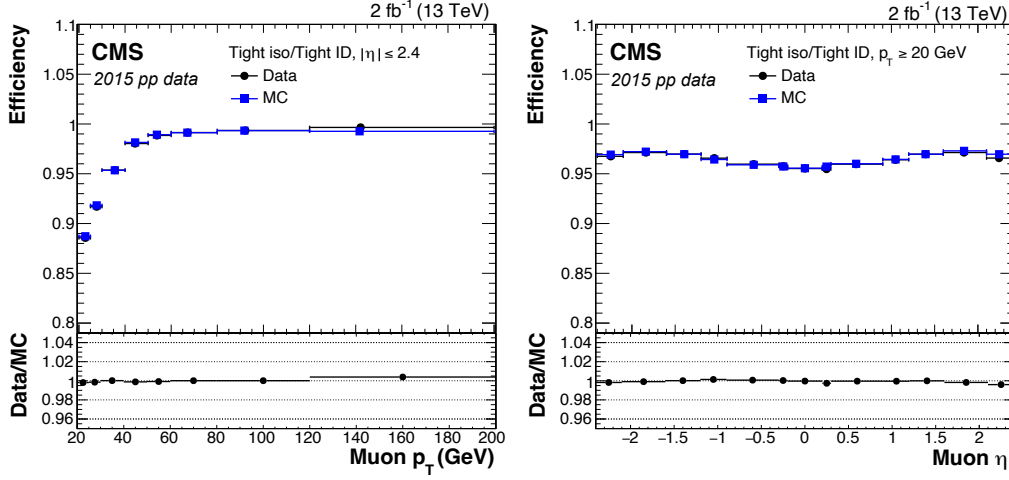 2 fb⁻¹ (13 TeV)
CMS
Tight iso/Tight ID, |η| ≤ 2.4
2015 pp data
Data
MC
Efficiency
1.1
1.05
1
0.95
0.9
0.85
0.8
Data/MC
1.04
1.02
1
0.98
0.96
20 40 60 80 100 120 140 160 180 200
Muon p_T (GeV)
2 fb⁻¹ (13 TeV)
CMS
Tight iso/Tight ID, p_T ≥ 20 GeV
2015 pp data
Data
MC
Efficiency
1.1
1.05
1
0.95
0.9
0.85
0.8
Data/MC
1.04
1.02
1
0.98
0.96
−2 −1.5 −1 −0.5 0 0.5 1 1.5 2
Muon η